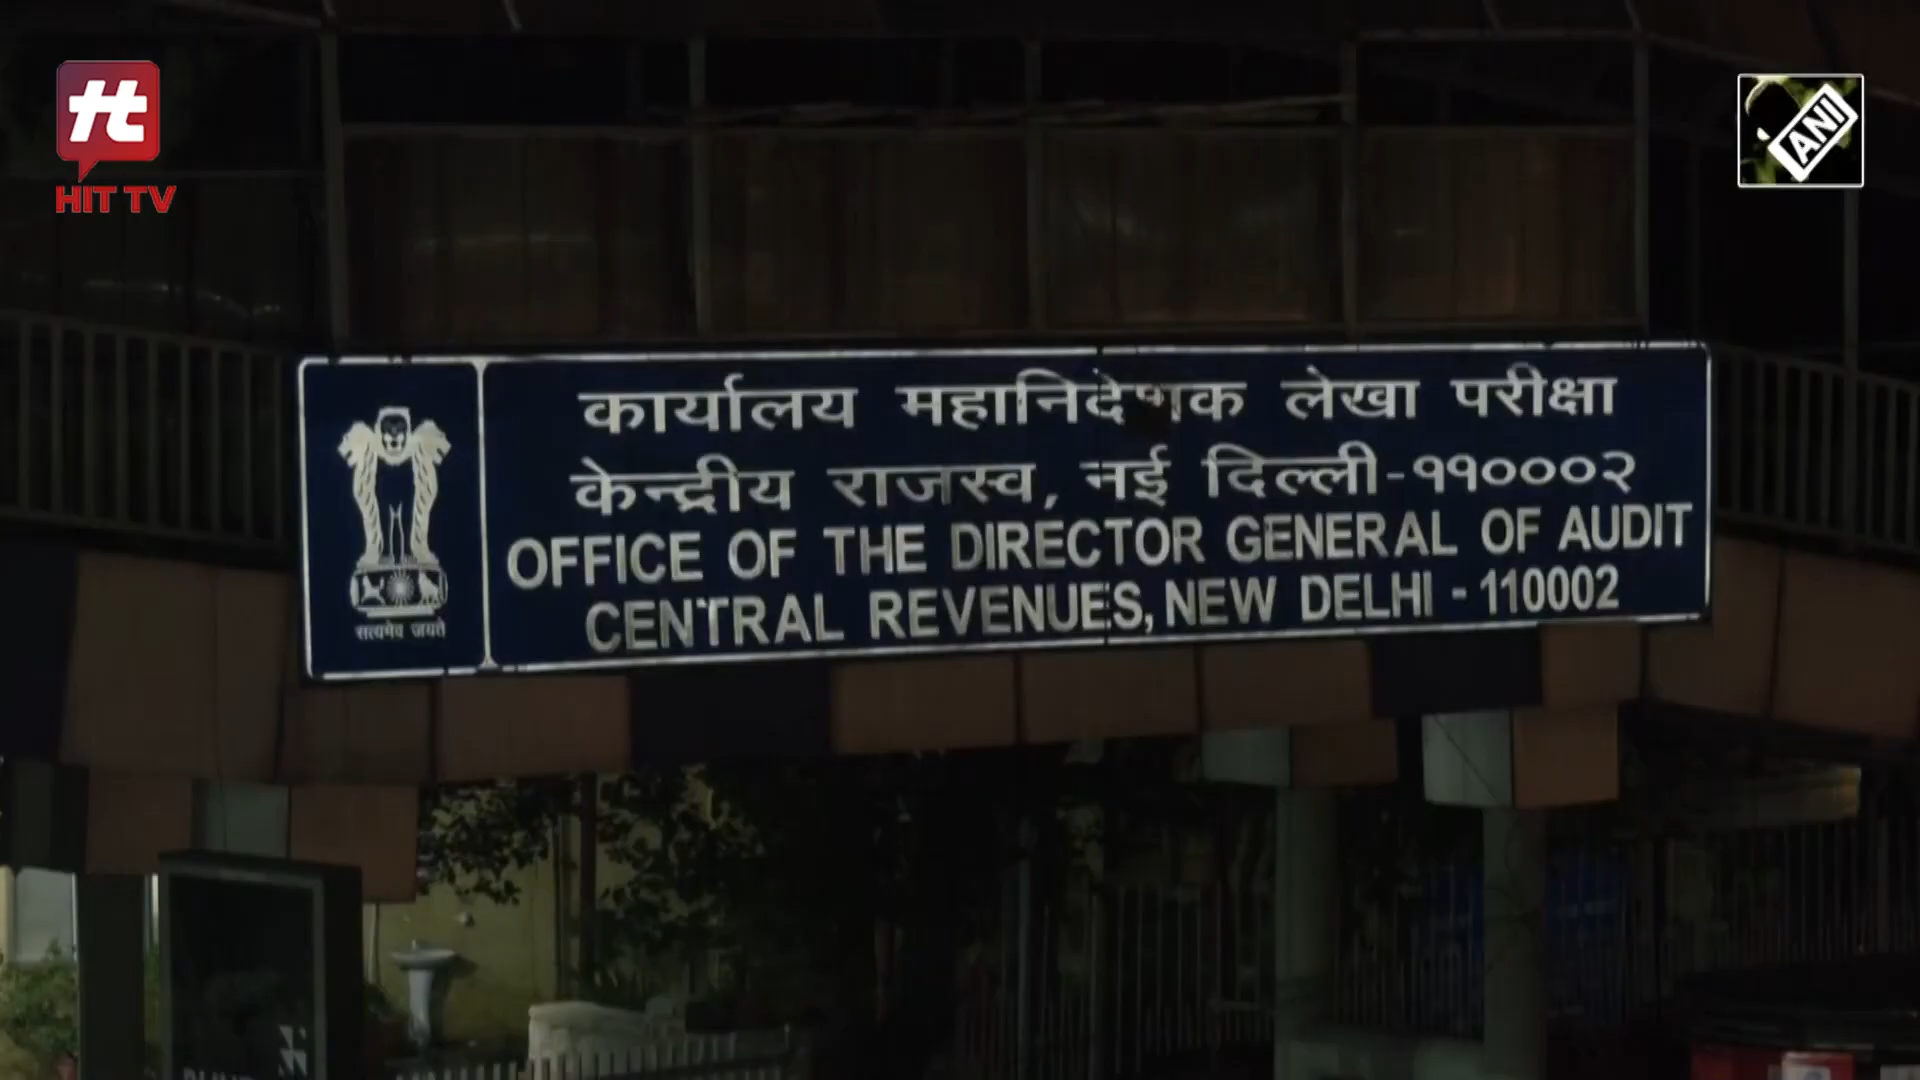 HIT TV
ANI
कार्यालय महानिदेशक लेखा परीक्षा
केन्द्रीय राजस्व, नई दिल्ली-११०००२
OFFICE OF THE DIRECTOR GENERAL OF AUDIT
CENTRAL REVENUES, NEW DELHI - 110002
सत्यमेव जयते